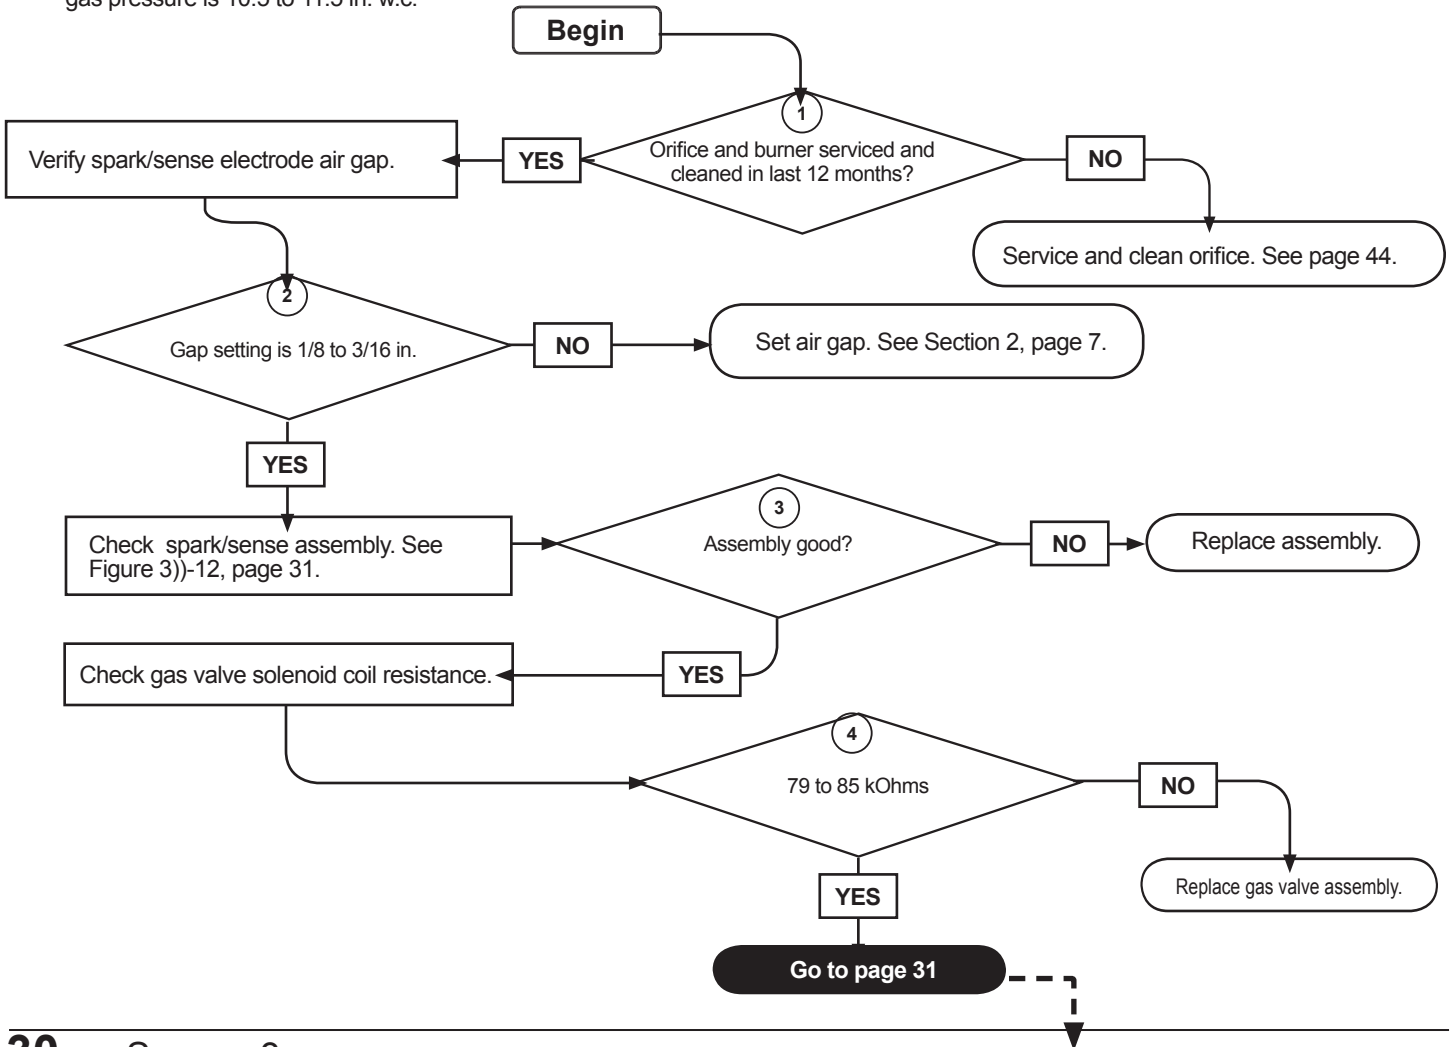 gas pressure is 10.5 to 11.5 in. w.c.
Begin
1
Orifice and burner serviced and
cleaned in last 12 months?
YES
NO
Verify spark/sense electrode air gap.
Service and clean orifice. See page 44.
2
Gap setting is 1/8 to 3/16 in.
NO
Set air gap. See Section 2, page 7.
YES
Check spark/sense assembly. See
Figure 3))-12, page 31.
3
Assembly good?
NO
Replace assembly.
YES
Check gas valve solenoid coil resistance.
4
79 to 85 kOhms
NO
Replace gas valve assembly.
YES
Go to page 31
30